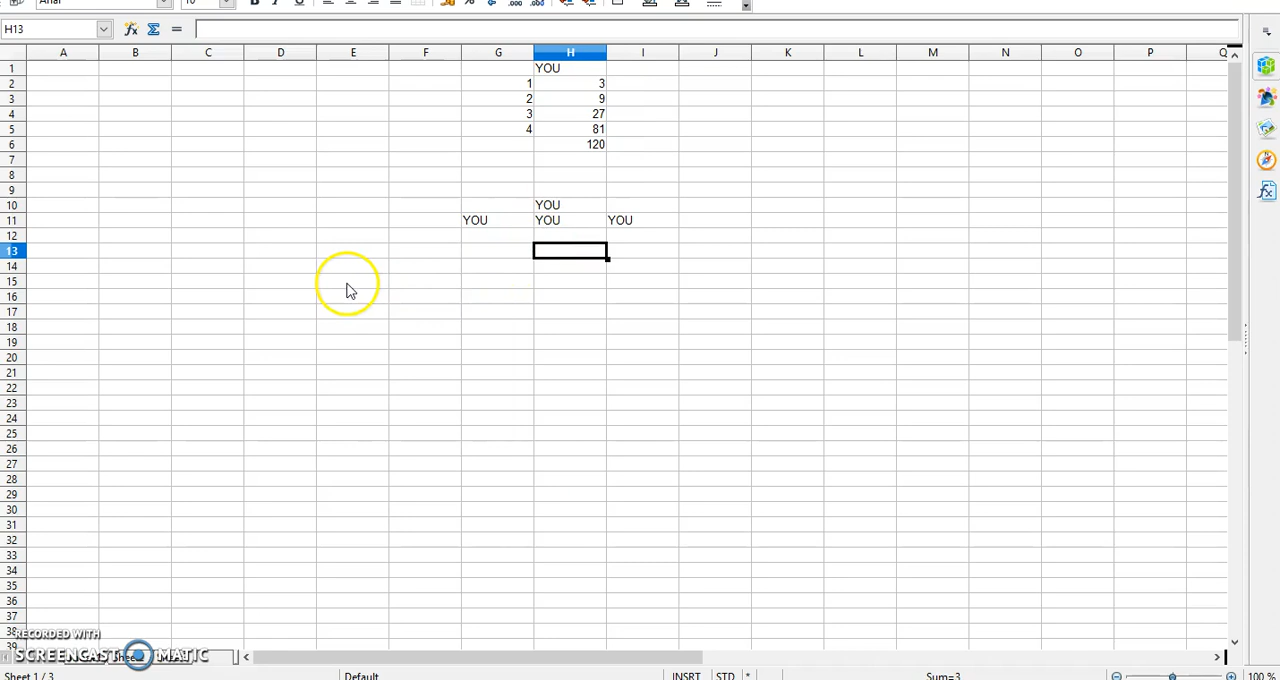 Arial 10
H13
A B C D E F G H I J K L M N O P Q
1 YOU
2 1 3
3 2 9
4 3 27
5 4 81
6 120
7
8
9
10 YOU
11 YOU YOU YOU
12
13
14
15
16
17
18
19
20
21
22
23
24
25
26
27
28
29
30
31
32
33
34
35
36
37
38
39
RECORDED WITH
SCREENCAST MATIC
Sheet 1 / 3 Default INSRT STD * Sum=3 100 %